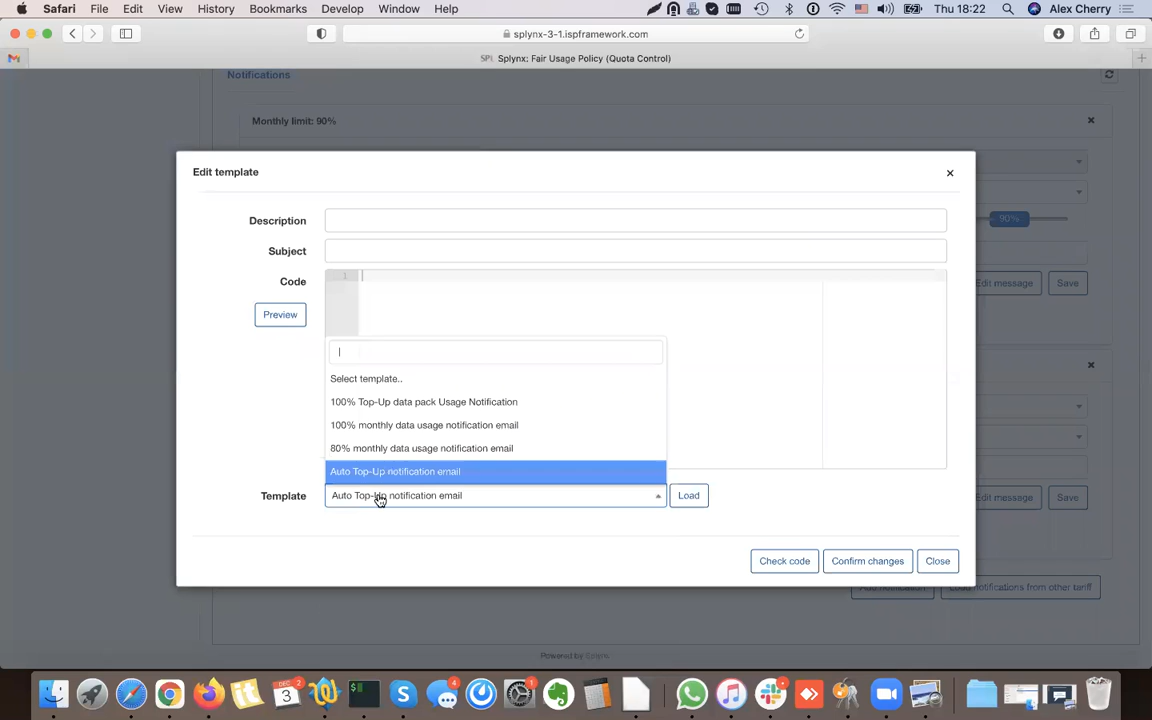 Safari File Edit View History Bookmarks Develop Window Help Thu 18:22 Alex Cherry
splynx-3-1.ispframework.com
SPL Splynx: Fair Usage Policy (Quota Control)
Notifications
Monthly limit: 90%
Edit template
Description
90%
Subject
Code
1
Edit message Save
Preview
Select template..
100% Top-Up data pack Usage Notification
100% monthly data usage notification email
80% monthly data usage notification email
Auto Top-Up notification email
Template Auto Top-Up notification email Load
Edit message Save
Check code Confirm changes Close
Add notification Load notifications from other tariff
Powered by Splynx